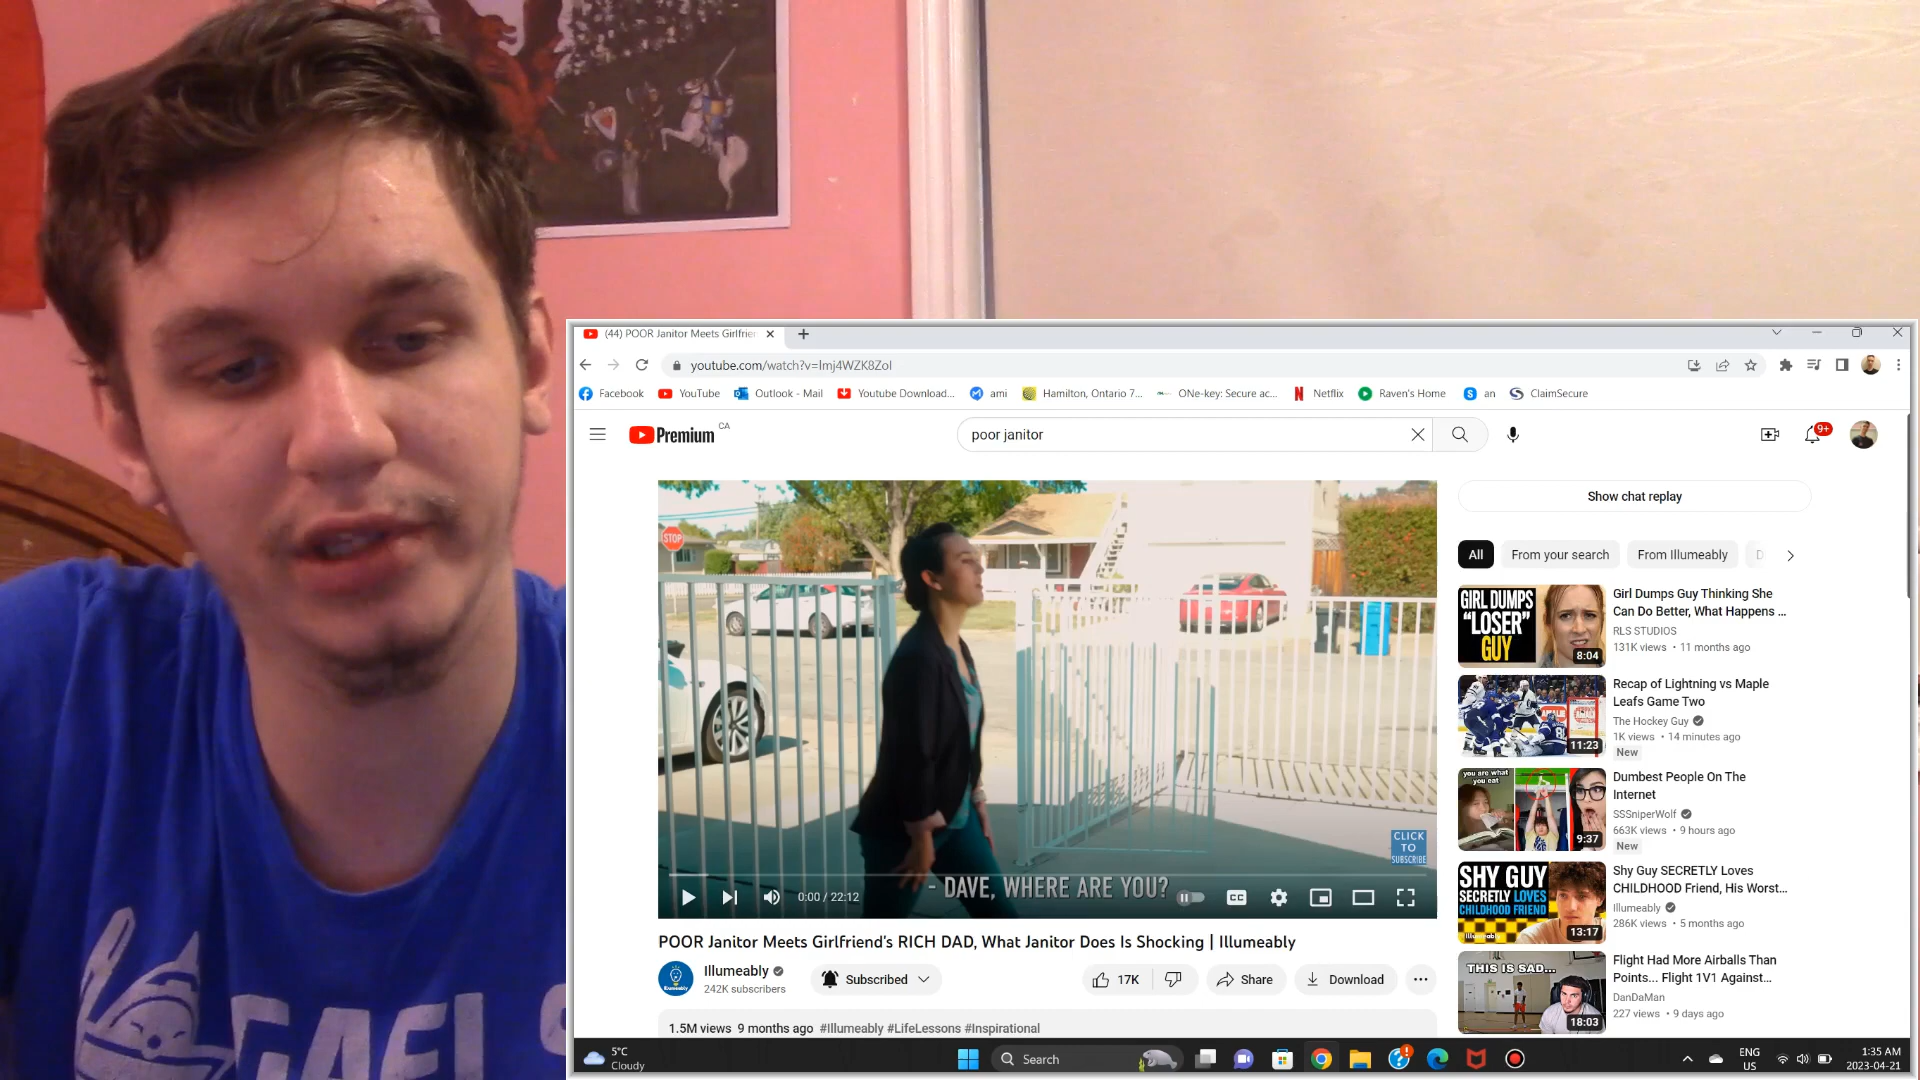 (44) POOR Janitor Meets Girlfrie
youtube.com/watch?v=Imj4WZK8ZoI
Facebook YouTube Outlook - Mail Youtube Download... ami Hamilton, Ontario 7... ONe-key: Secure ac... Netflix Raven's Home an ClaimSecure
Premium CA
poor janitor
9+
Show chat replay
All From your search From Illumeably D
STOP
CLICK
TO
SUBSCRIBE
- DAVE, WHERE ARE YOU?
0:00 / 22:12
CC
POOR Janitor Meets Girlfriend's RICH DAD, What Janitor Does Is Shocking | Illumeably
Illumeably
242K subscribers
Subscribed
17K
Share
Download
1.5M views 9 months ago #Illumeably #LifeLessons #Inspirational
GIRL DUMPS
"LOSER"
GUY
8:04
Girl Dumps Guy Thinking She
Can Do Better, What Happens ...
RLS STUDIOS
131K views • 11 months ago
11:23
Recap of Lightning vs Maple
Leafs Game Two
The Hockey Guy
1K views • 14 minutes ago
New
you are what
you eat
9:37
Dumbest People On The
Internet
SSSniperWolf
663K views • 9 hours ago
New
SHY GUY
SECRETLY LOVES
CHILDHOOD FRIEND
Illumeably
13:17
Shy Guy SECRETLY Loves
CHILDHOOD Friend, His Worst...
Illumeably
286K views • 5 months ago
THIS IS SAD...
18:03
Flight Had More Airballs Than
Points... Flight 1V1 Against...
DanDaMan
227 views • 9 days ago
GAELS
5°C
Cloudy
Search
ENG
US
1:35 AM
2023-04-21